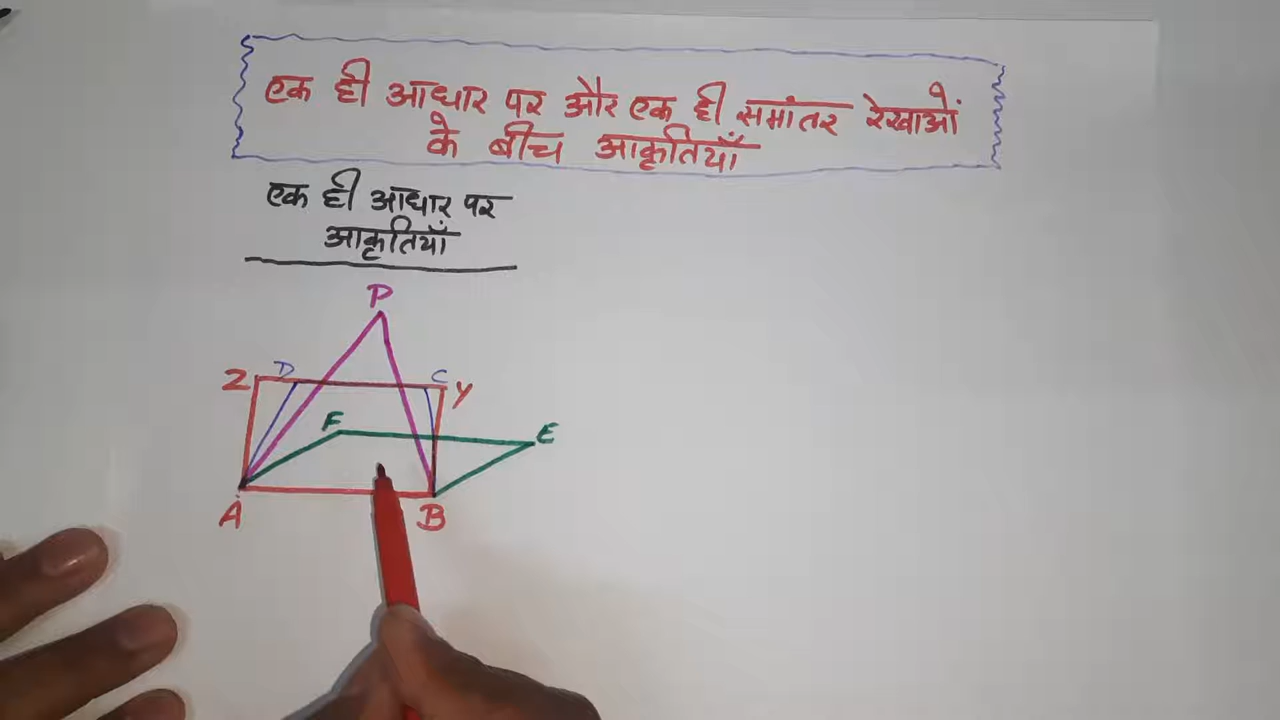 एक ही आधार पर और एक ही समांतर रेखाओं
के बीच आकृतियाँ
एक ही आधार पर
आकृतियाँ
P
Z D C Y
F E
A B